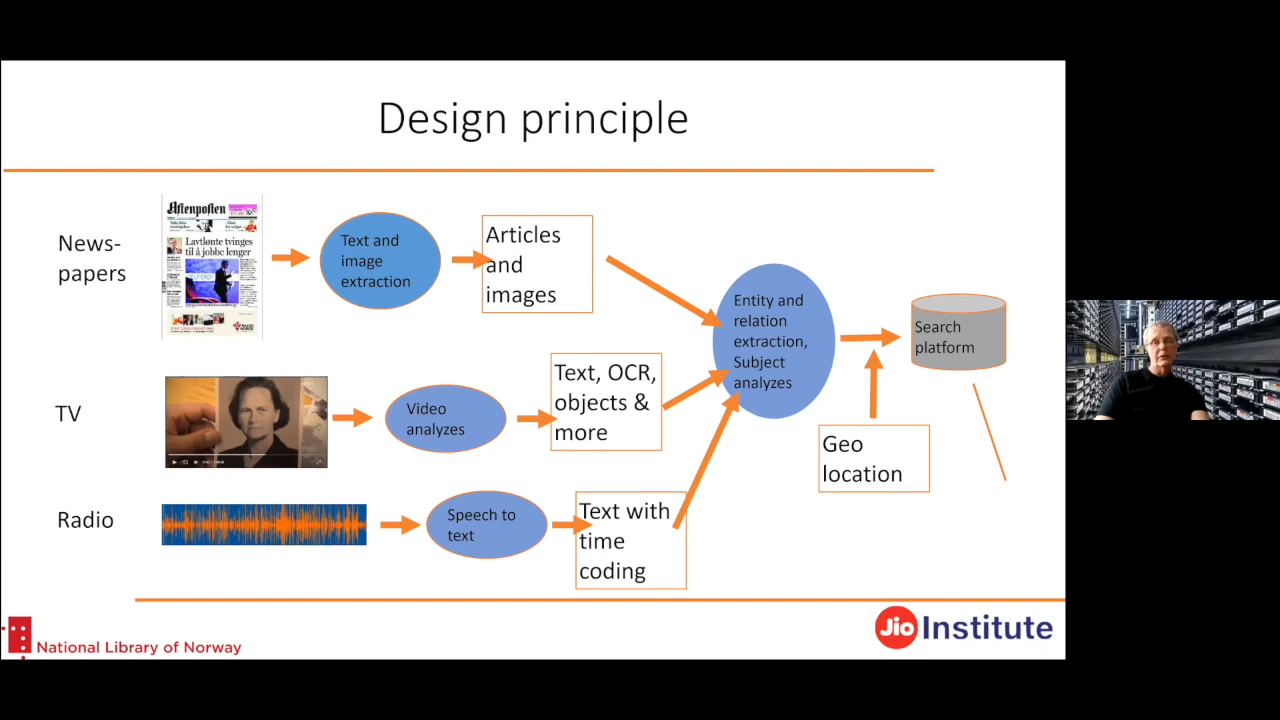 Design principle
News-
papers
Aftenposten
Lavtlønte tvinges
til å jobbe lenger
Text and
image
extraction
Articles
and
images
TV
Video
analyzes
Text, OCR,
objects &
more
Radio
Speech to
text
Text with
time
coding
Entity and
relation
extraction,
Subject
analyzes
Search
platform
Geo
location
National Library of Norway
Jio Institute